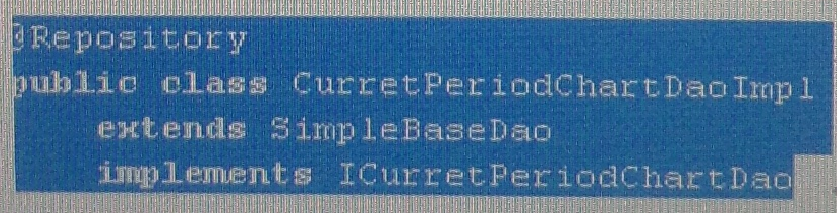 @Repository
public class CurretPeriodChartDaoImpl
extends SimpleBaseDao
implements ICurretPeriodChartDao